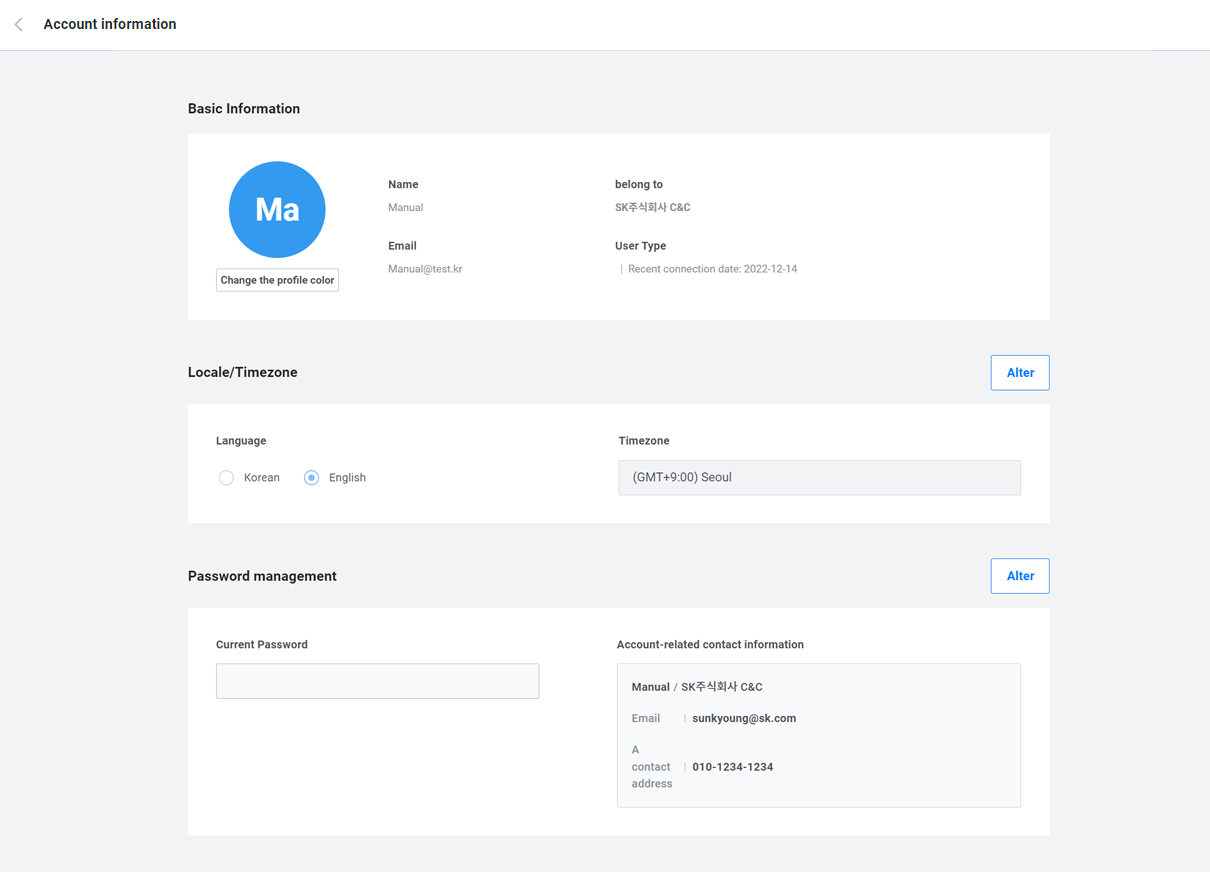 Account information
Basic Information
Ma
Change the profile color
Name
Manual
belong to
SK주식회사 C&C
Email
Manual@test.kr
User Type
| Recent connection date: 2022-12-14
Locale/Timezone
Alter
Language
Korean
English
Timezone
(GMT+9:00) Seoul
Password management
Alter
Current Password
Account-related contact information
Manual / SK주식회사 C&C
Email | sunkyoung@sk.com
A
contact | 010-1234-1234
address